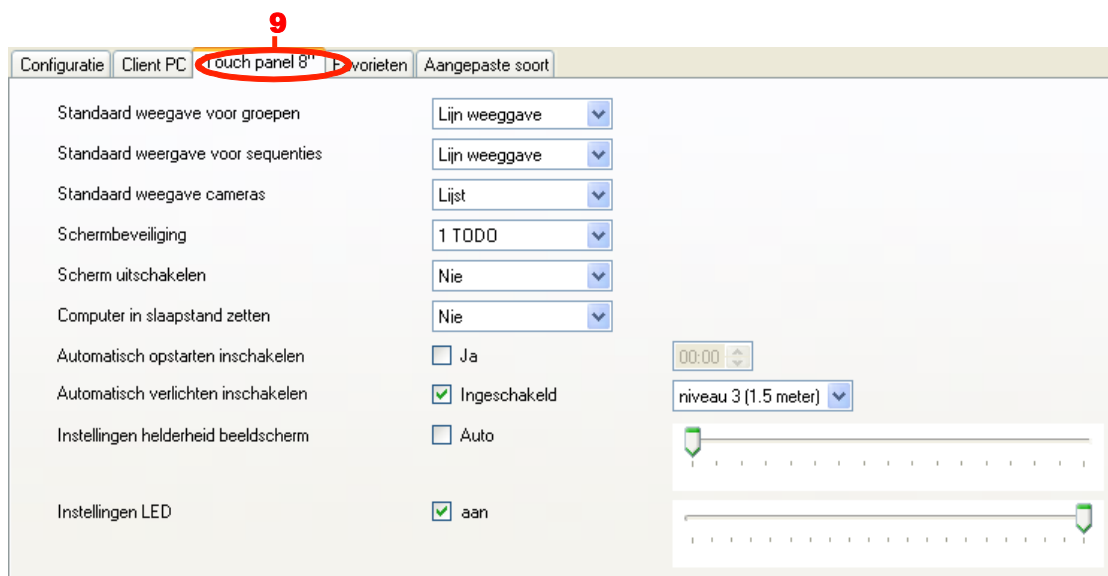 9
Configuratie Client PC Touch panel 8" Favorieten Aangepaste soort
Standaard weegave voor groepen Lijn weeggave
Standaard weergave voor sequenties Lijn weeggave
Standaard weegave cameras Lijst
Schermbeveiliging 1 TODO
Scherm uitschakelen Nie
Computer in slaapstand zetten Nie
Automatisch opstarten inschakelen Ja 00:00
Automatisch verlichten inschakelen Ingeschakeld niveau 3 (1.5 meter)
Instellingen helderheid beeldscherm Auto
Instellingen LED aan